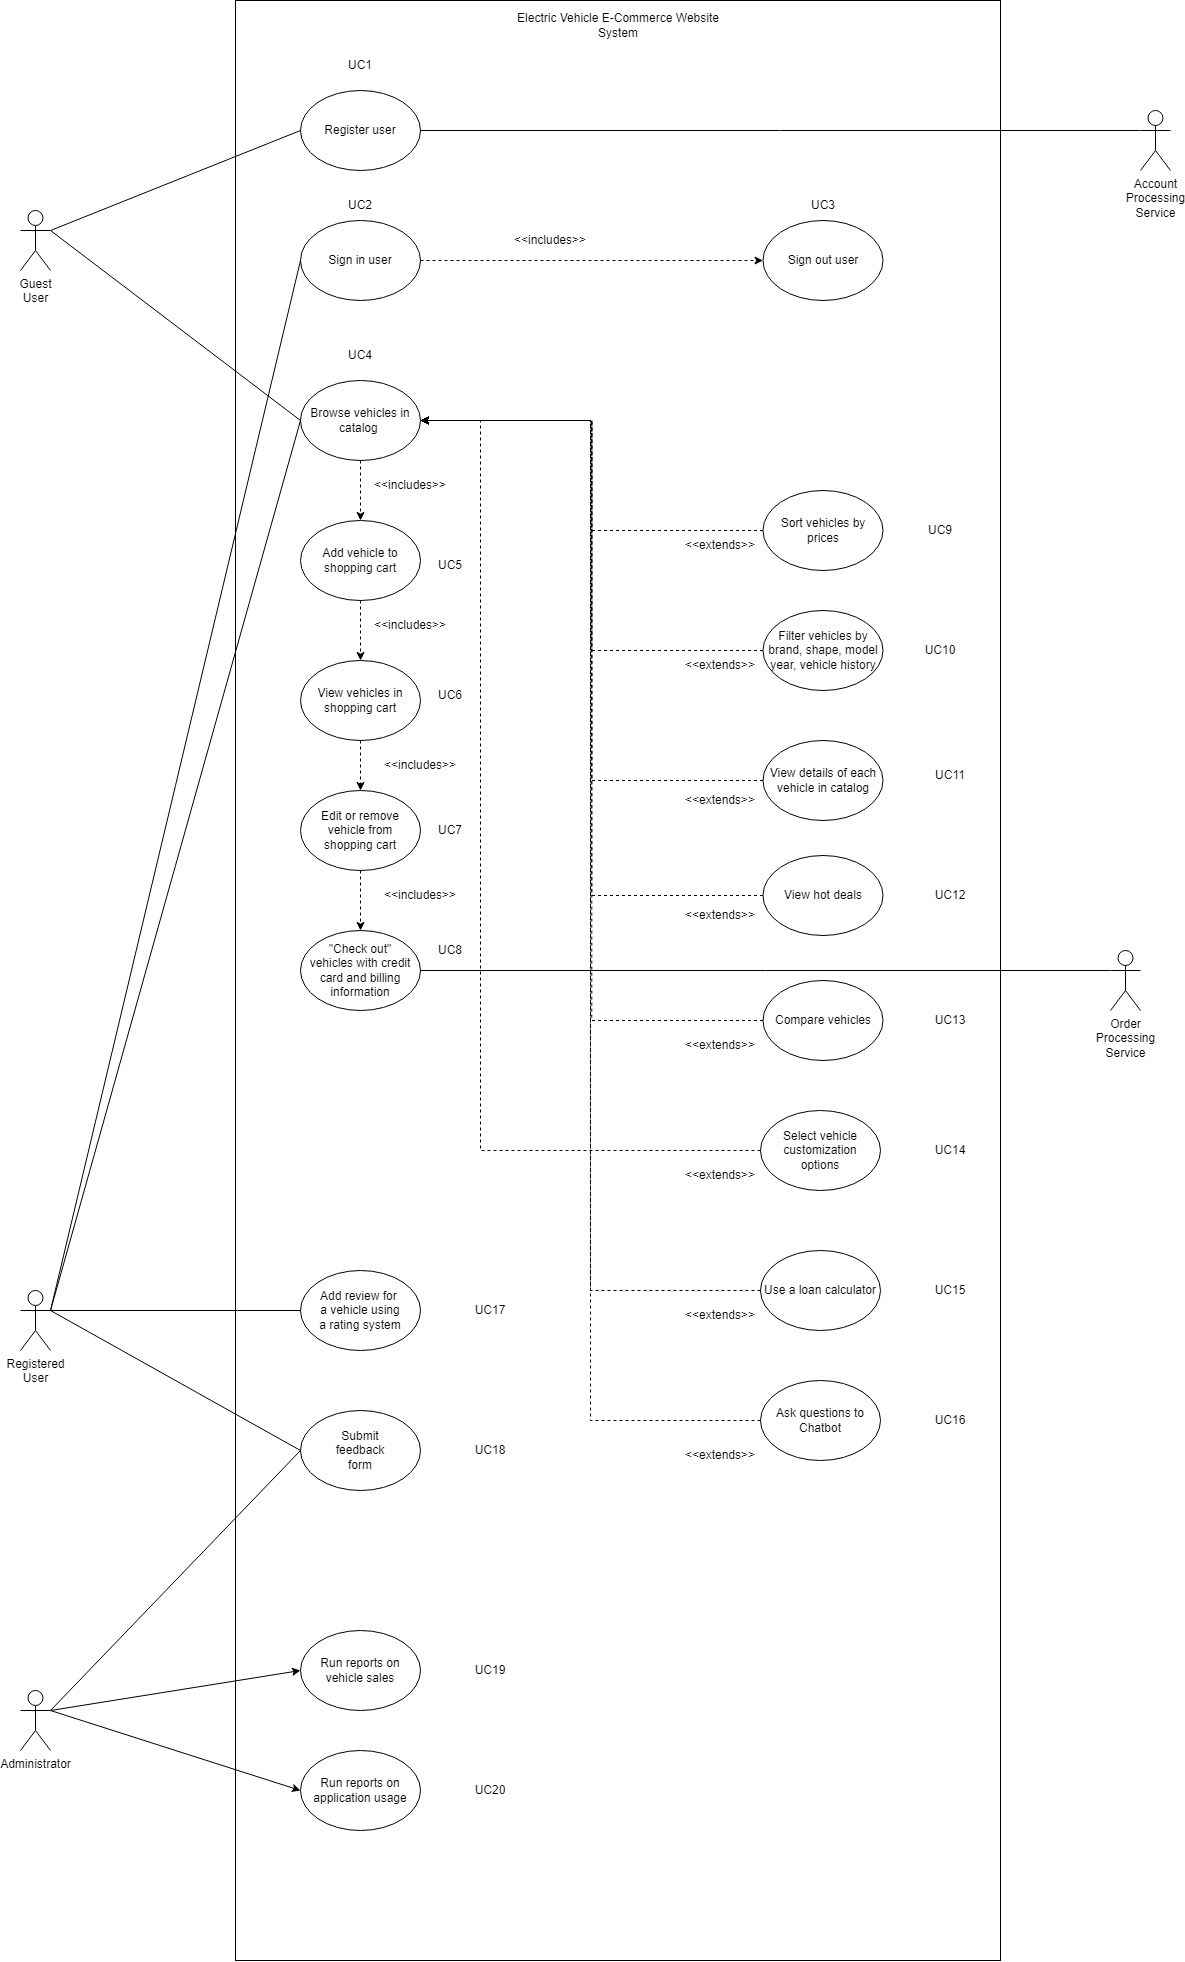 Electric Vehicle E-Commerce Website
System
UC1
Register user
Account
Processing
Service
UC2
UC3
Sign in user
<<includes>>
Sign out user
Guest
User
UC4
Browse vehicles in
catalog
<<includes>>
Sort vehicles by
prices
UC9
<<extends>>
Add vehicle to
shopping cart
UC5
<<includes>>
Filter vehicles by
brand, shape, model
year, vehicle history
UC10
<<extends>>
View vehicles in
shopping cart
UC6
<<includes>>
View details of each
vehicle in catalog
UC11
<<extends>>
Edit or remove
vehicle from
shopping cart
UC7
<<includes>>
View hot deals
UC12
<<extends>>
"Check out"
vehicles with credit
card and billing
information
UC8
Order
Processing
Service
Compare vehicles
UC13
<<extends>>
Select vehicle
customization
options
UC14
<<extends>>
Use a loan calculator
UC15
<<extends>>
Add review for
a vehicle using
a rating system
UC17
Registered
User
Ask questions to
Chatbot
UC16
<<extends>>
Submit
feedback
form
UC18
Run reports on
vehicle sales
UC19
Administrator
Run reports on
application usage
UC20